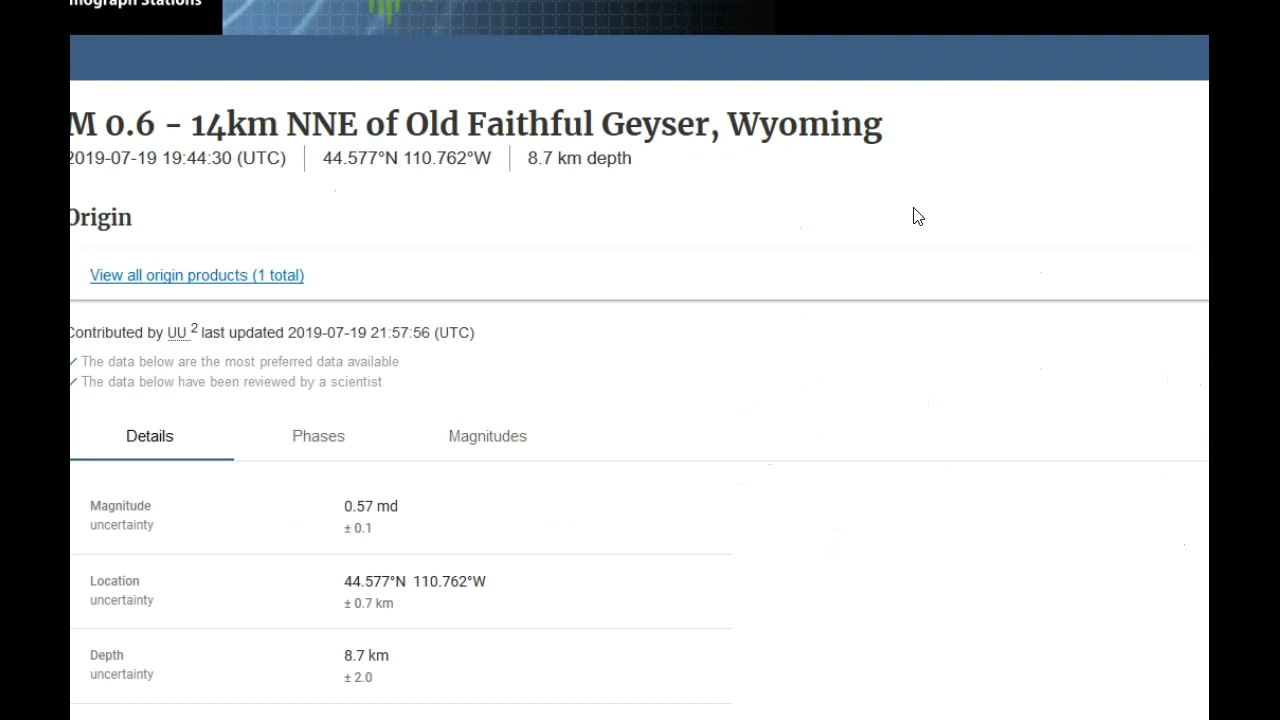 mograph Stations
M 0.6 - 14km NNE of Old Faithful Geyser, Wyoming
2019-07-19 19:44:30 (UTC) 44.577°N 110.762°W 8.7 km depth
Origin
View all origin products (1 total)
Contributed by UU 2 last updated 2019-07-19 21:57:56 (UTC)
✓ The data below are the most preferred data available
✓ The data below have been reviewed by a scientist
Details Phases Magnitudes
Magnitude 0.57 md
uncertainty ± 0.1
Location 44.577°N 110.762°W
uncertainty ± 0.7 km
Depth 8.7 km
uncertainty ± 2.0